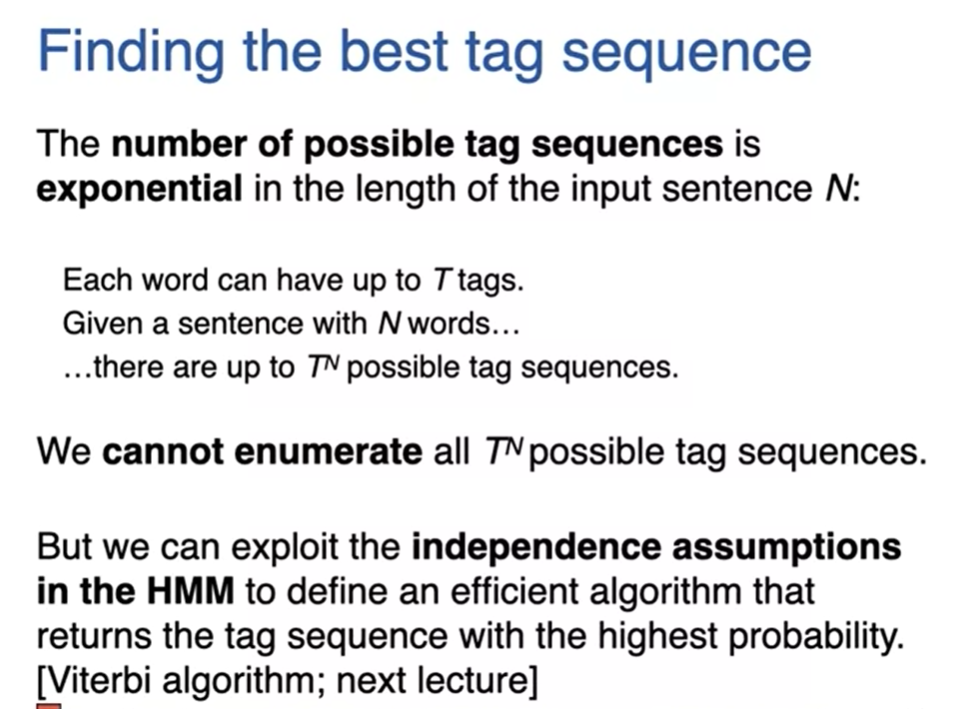 Finding the best tag sequence
The number of possible tag sequences is
exponential in the length of the input sentence N:
Each word can have up to T tags.
Given a sentence with N words…
…there are up to Tᴺ possible tag sequences.
We cannot enumerate all Tᴺ possible tag sequences.
But we can exploit the independence assumptions
in the HMM to define an efficient algorithm that
returns the tag sequence with the highest probability.
[Viterbi algorithm; next lecture]